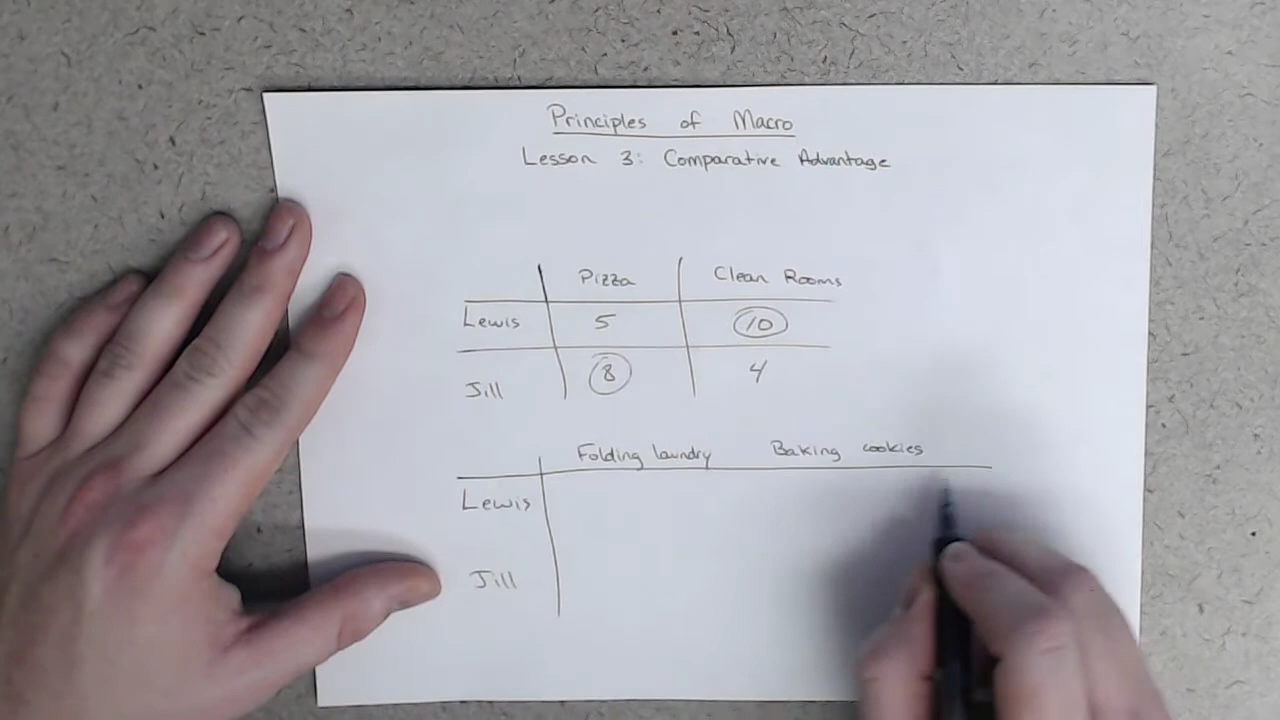 Principles of Macro
Lesson 3: Comparative Advantage
Pizza Clean Rooms
Lewis 5 10
Jill 8 4
Folding laundry Baking cookies
Lewis
Jill